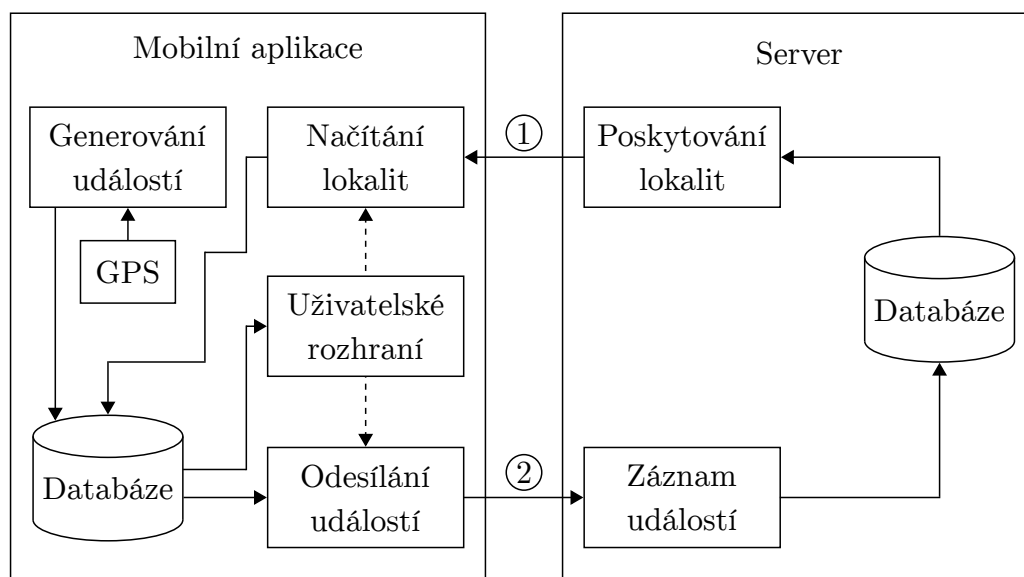 Mobilní aplikace
Server
Generování
událostí
Načítání
lokalit
1
Poskytování
lokalit
GPS
Uživatelské
rozhraní
Databáze
Databáze
Odesílání
událostí
2
Záznam
událostí